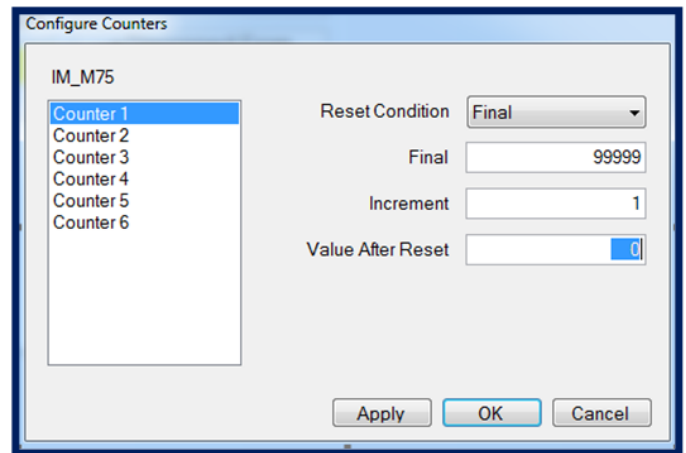 Configure Counters
IM_M75
Counter 1
Counter 2
Counter 3
Counter 4
Counter 5
Counter 6
Reset Condition Final
Final 99999
Increment 1
Value After Reset 0
Apply OK Cancel